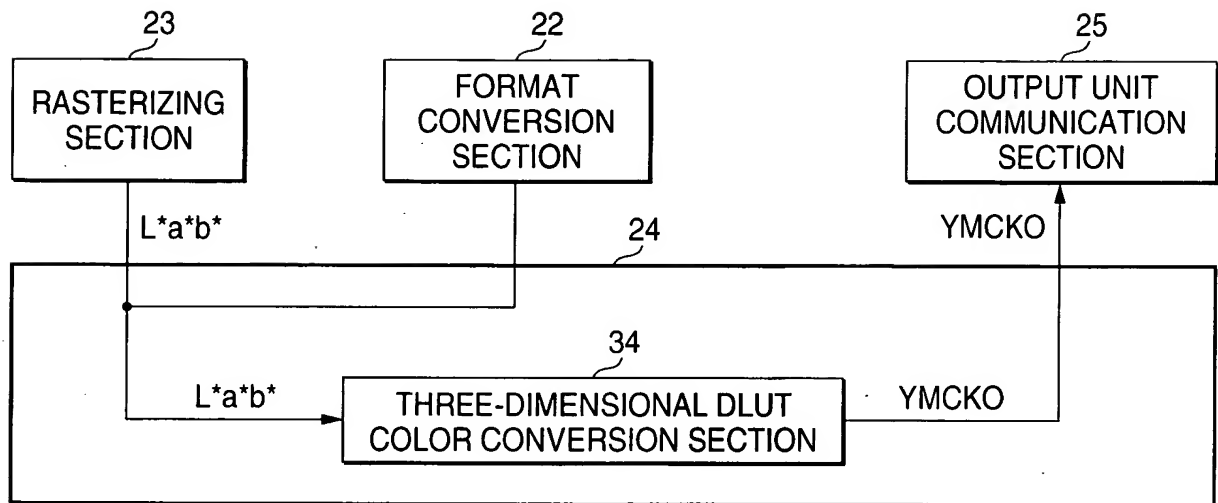 23
22
25
RASTERIZING
SECTION
FORMAT
CONVERSION
SECTION
OUTPUT UNIT
COMMUNICATION
SECTION
L*a*b*
YMCKO
24
34
L*a*b*
THREE-DIMENSIONAL DLUT
COLOR CONVERSION SECTION
YMCKO